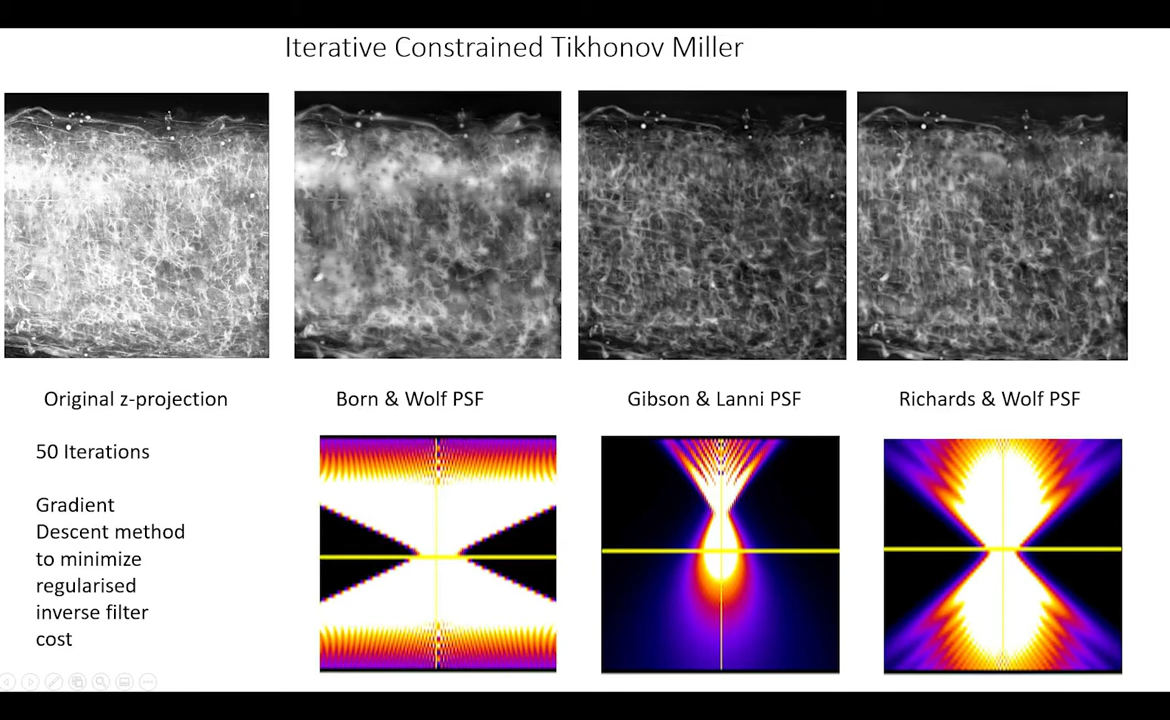 Iterative Constrained Tikhonov Miller
Original z-projection
Born & Wolf PSF
Gibson & Lanni PSF
Richards & Wolf PSF
50 Iterations
Gradient
Descent method
to minimize
regularised
inverse filter
cost